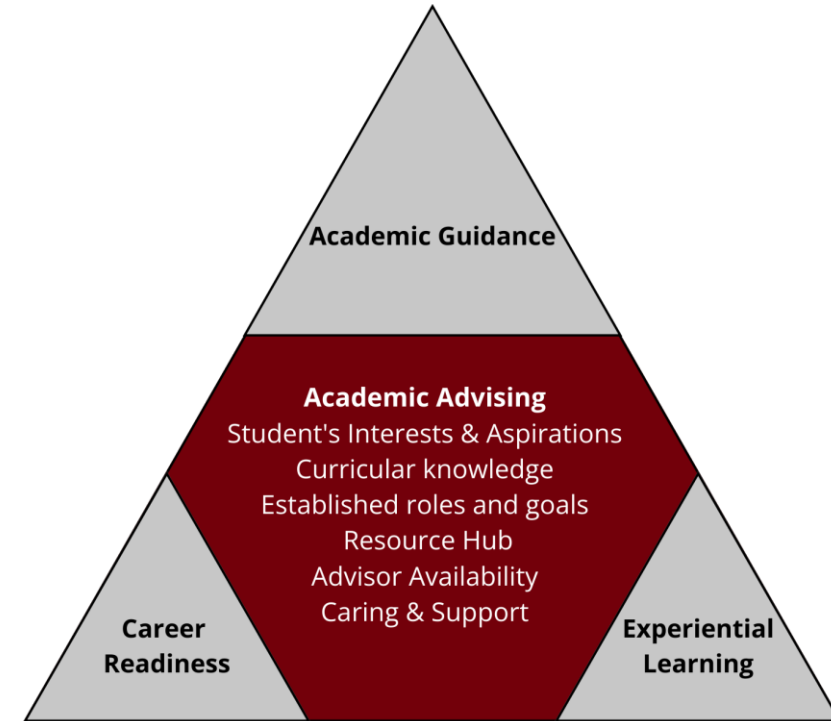 Academic Guidance
Academic Advising
Student's Interests & Aspirations
Curricular knowledge
Established roles and goals
Resource Hub
Advisor Availability
Caring & Support
Career
Readiness
Experiential
Learning